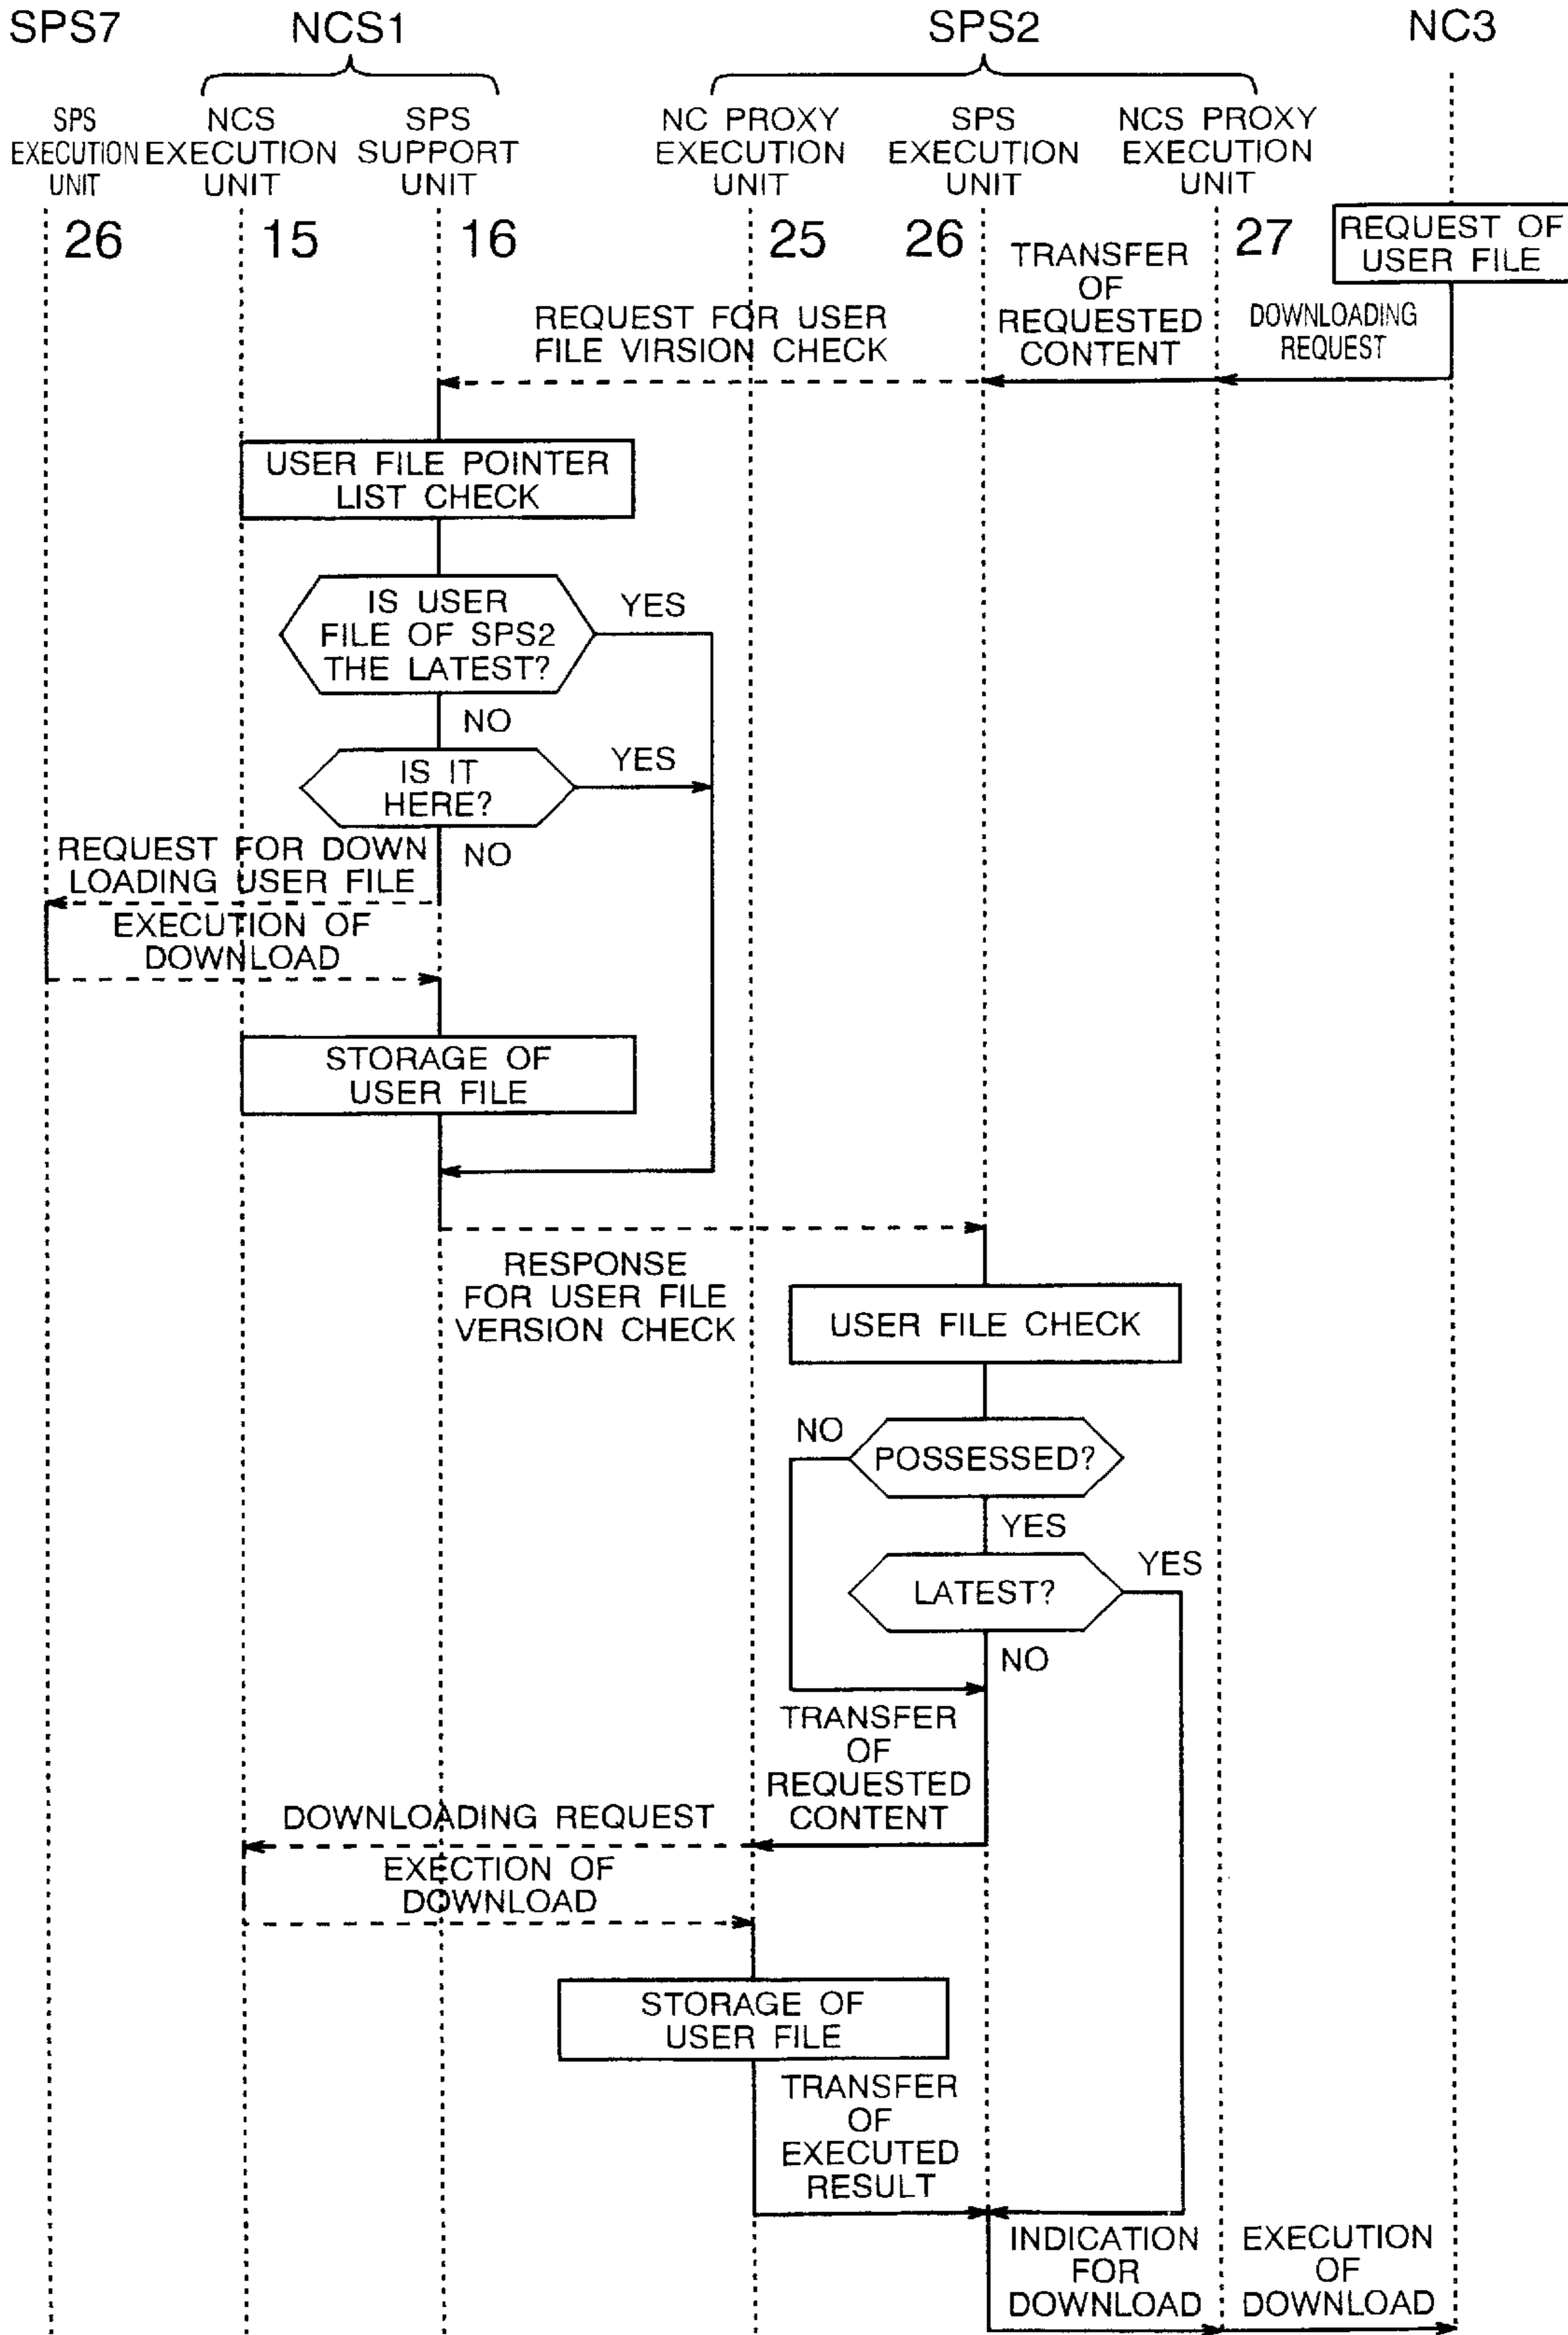 SPS7
NCS1
SPS2
NC3
SPS
EXECUTION
UNIT
NCS
EXECUTION
UNIT
SPS
SUPPORT
UNIT
NC PROXY
EXECUTION
UNIT
SPS
EXECUTION
UNIT
NCS PROXY
EXECUTION
UNIT
26
15
16
25
26
27
REQUEST OF
USER FILE
DOWNLOADING
REQUEST
TRANSFER
OF
REQUESTED
CONTENT
REQUEST FOR USER
FILE VIRSION CHECK
USER FILE POINTER
LIST CHECK
IS USER
FILE OF SPS2
THE LATEST?
YES
NO
IS IT
HERE?
YES
NO
REQUEST FOR DOWN
LOADING USER FILE
EXECUTION OF
DOWNLOAD
STORAGE OF
USER FILE
RESPONSE
FOR USER FILE
VERSION CHECK
USER FILE CHECK
NO
POSSESSED?
YES
YES
LATEST?
NO
TRANSFER
OF
REQUESTED
CONTENT
DOWNLOADING REQUEST
EXECTION OF
DOWNLOAD
STORAGE OF
USER FILE
TRANSFER
OF
EXECUTED
RESULT
INDICATION
FOR
DOWNLOAD
EXECUTION
OF
DOWNLOAD